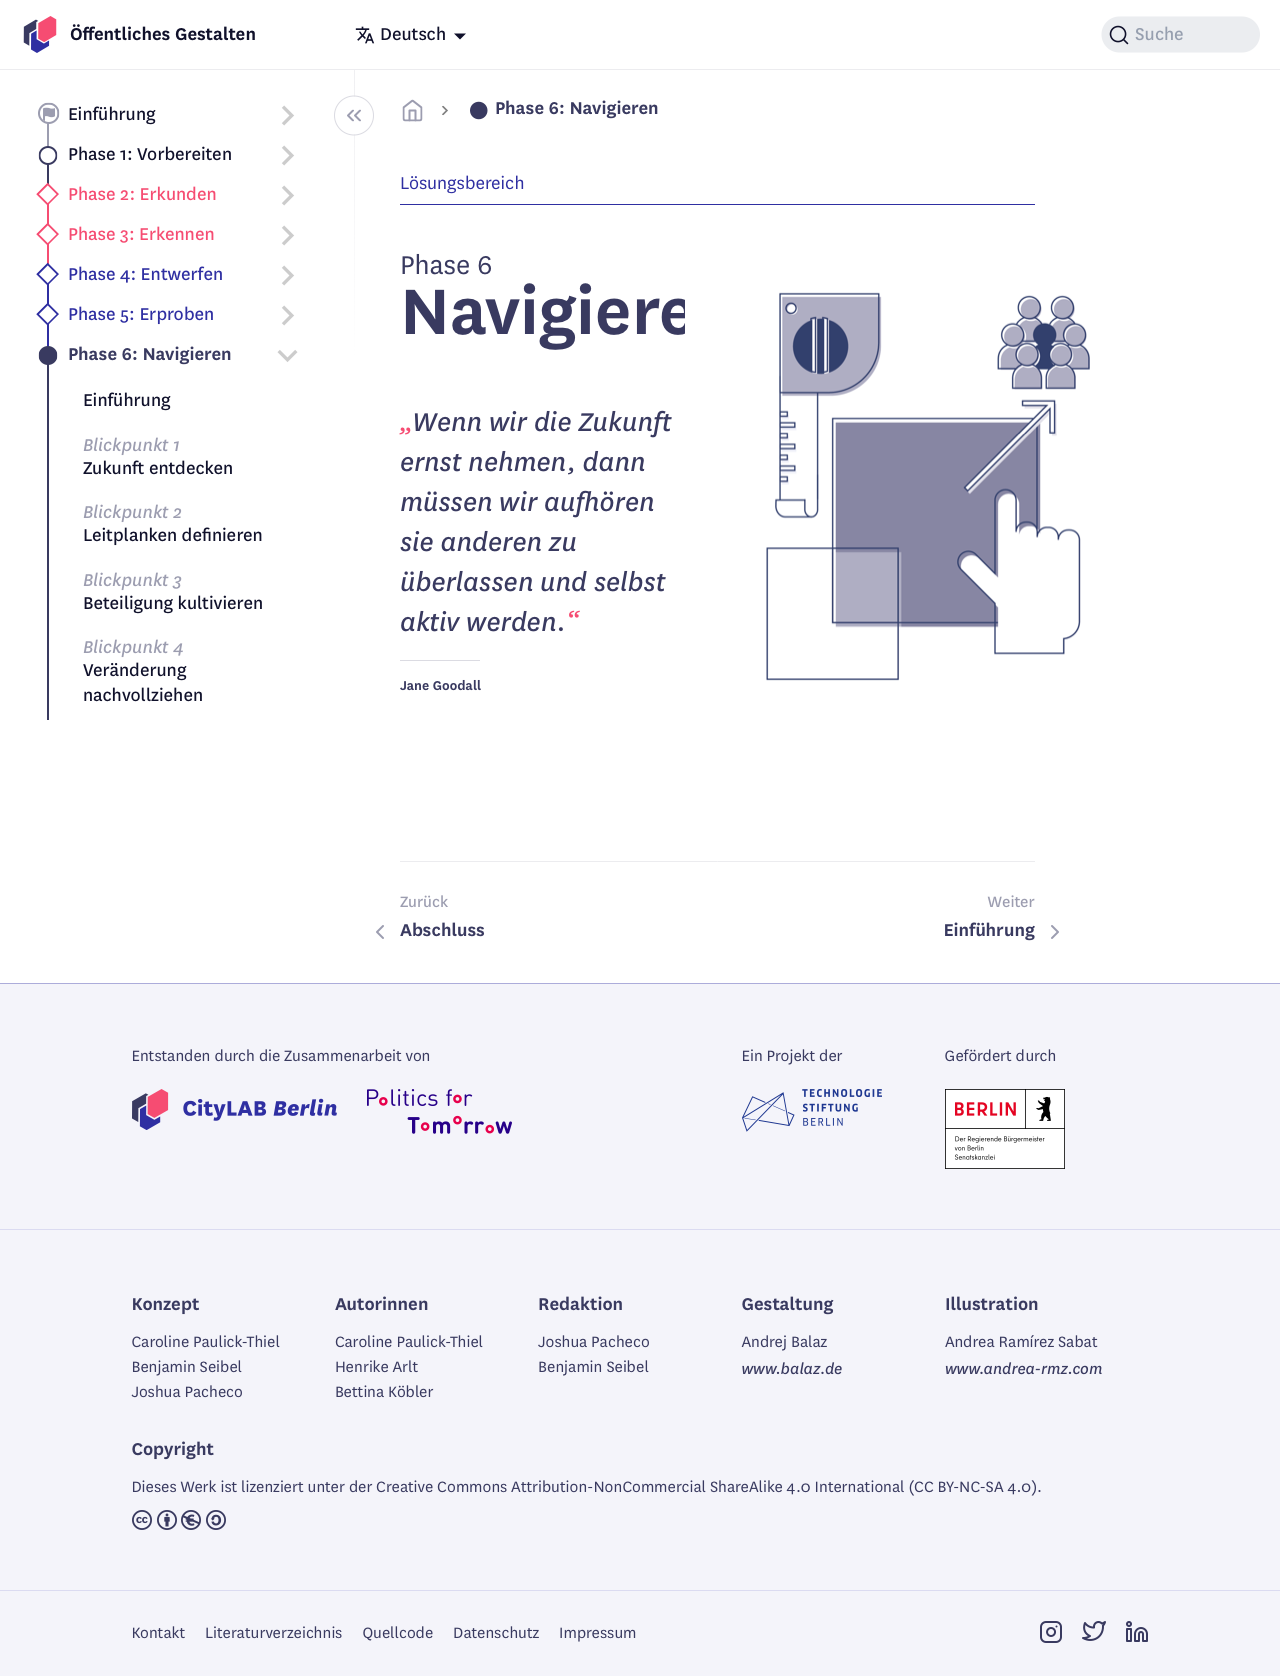 Öffentliches Gestalten
Deutsch
Suche
Einführung
Phase 1: Vorbereiten
Phase 2: Erkunden
Phase 3: Erkennen
Phase 4: Entwerfen
Phase 5: Erproben
Phase 6: Navigieren
Einführung
Blickpunkt 1
Zukunft entdecken
Blickpunkt 2
Leitplanken definieren
Blickpunkt 3
Beteiligung kultivieren
Blickpunkt 4
Veränderung
nachvollziehen
Phase 6: Navigieren
Lösungsbereich
Phase 6
Navigiere
„Wenn wir die Zukunft
ernst nehmen, dann
müssen wir aufhören
sie anderen zu
überlassen und selbst
aktiv werden.“
Jane Goodall
Zurück
Abschluss
Weiter
Einführung
Entstanden durch die Zusammenarbeit von
CityLAB Berlin
Politics for
Tomorrow
Ein Projekt der
TECHNOLOGIE
STIFTUNG
BERLIN
Gefördert durch
BERLIN
Der Regierende Bürgermeister
von Berlin
Senatskanzlei
Konzept
Caroline Paulick-Thiel
Benjamin Seibel
Joshua Pacheco
Autorinnen
Caroline Paulick-Thiel
Henrike Arlt
Bettina Köbler
Redaktion
Joshua Pacheco
Benjamin Seibel
Gestaltung
Andrej Balaz
www.balaz.de
Illustration
Andrea Ramírez Sabat
www.andrea-rmz.com
Copyright
Dieses Werk ist lizenziert unter der Creative Commons Attribution-NonCommercial ShareAlike 4.0 International (CC BY-NC-SA 4.0).
Kontakt Literaturverzeichnis Quellcode Datenschutz Impressum